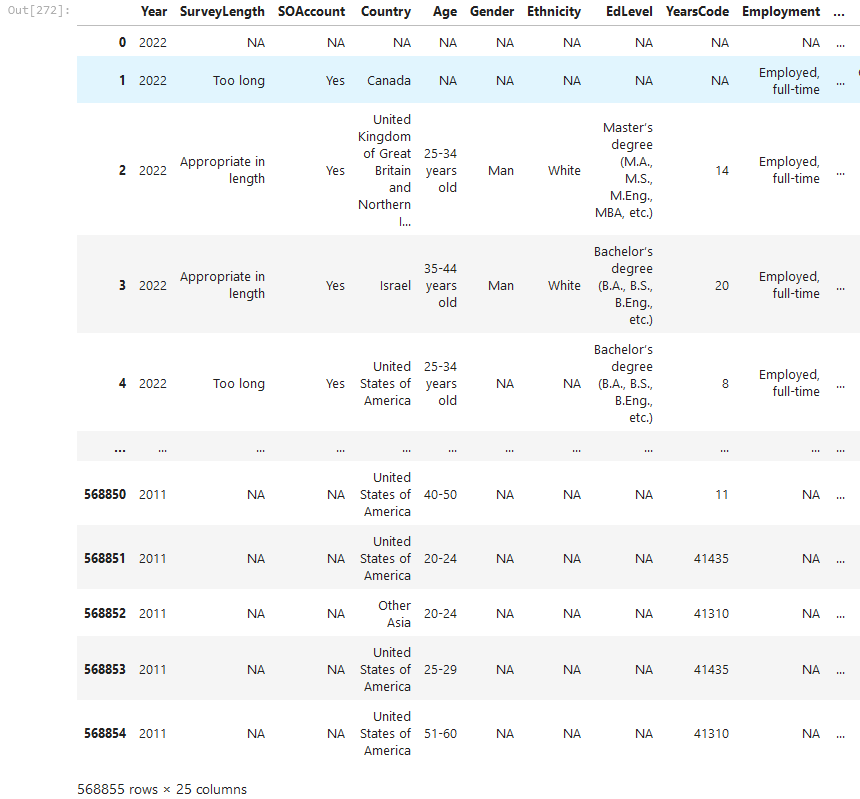 Out[272]:
Year SurveyLength SOAccount Country Age Gender Ethnicity EdLevel YearsCode Employment ...
0 2022 NA NA NA NA NA NA NA NA NA ...
1 2022 Too long Yes Canada NA NA NA NA NA Employed, full-time ...
2 2022 Appropriate in length Yes United Kingdom of Great Britain and Northern I... 25-34 years old Man White Master's degree (M.A., M.S., M.Eng., MBA, etc.) 14 Employed, full-time ...
3 2022 Appropriate in length Yes Israel 35-44 years old Man White Bachelor's degree (B.A., B.S., B.Eng., etc.) 20 Employed, full-time ...
4 2022 Too long Yes United States of America 25-34 years old NA NA Bachelor's degree (B.A., B.S., B.Eng., etc.) 8 Employed, full-time ...
... ... ... ... ... ... ... ... ... ... ... ...
568850 2011 NA NA United States of America 40-50 NA NA NA 11 NA ...
568851 2011 NA NA United States of America 20-24 NA NA NA 41435 NA ...
568852 2011 NA NA Other Asia 20-24 NA NA NA 41310 NA ...
568853 2011 NA NA United States of America 25-29 NA NA NA 41435 NA ...
568854 2011 NA NA United States of America 51-60 NA NA NA 41310 NA ...
568855 rows × 25 columns